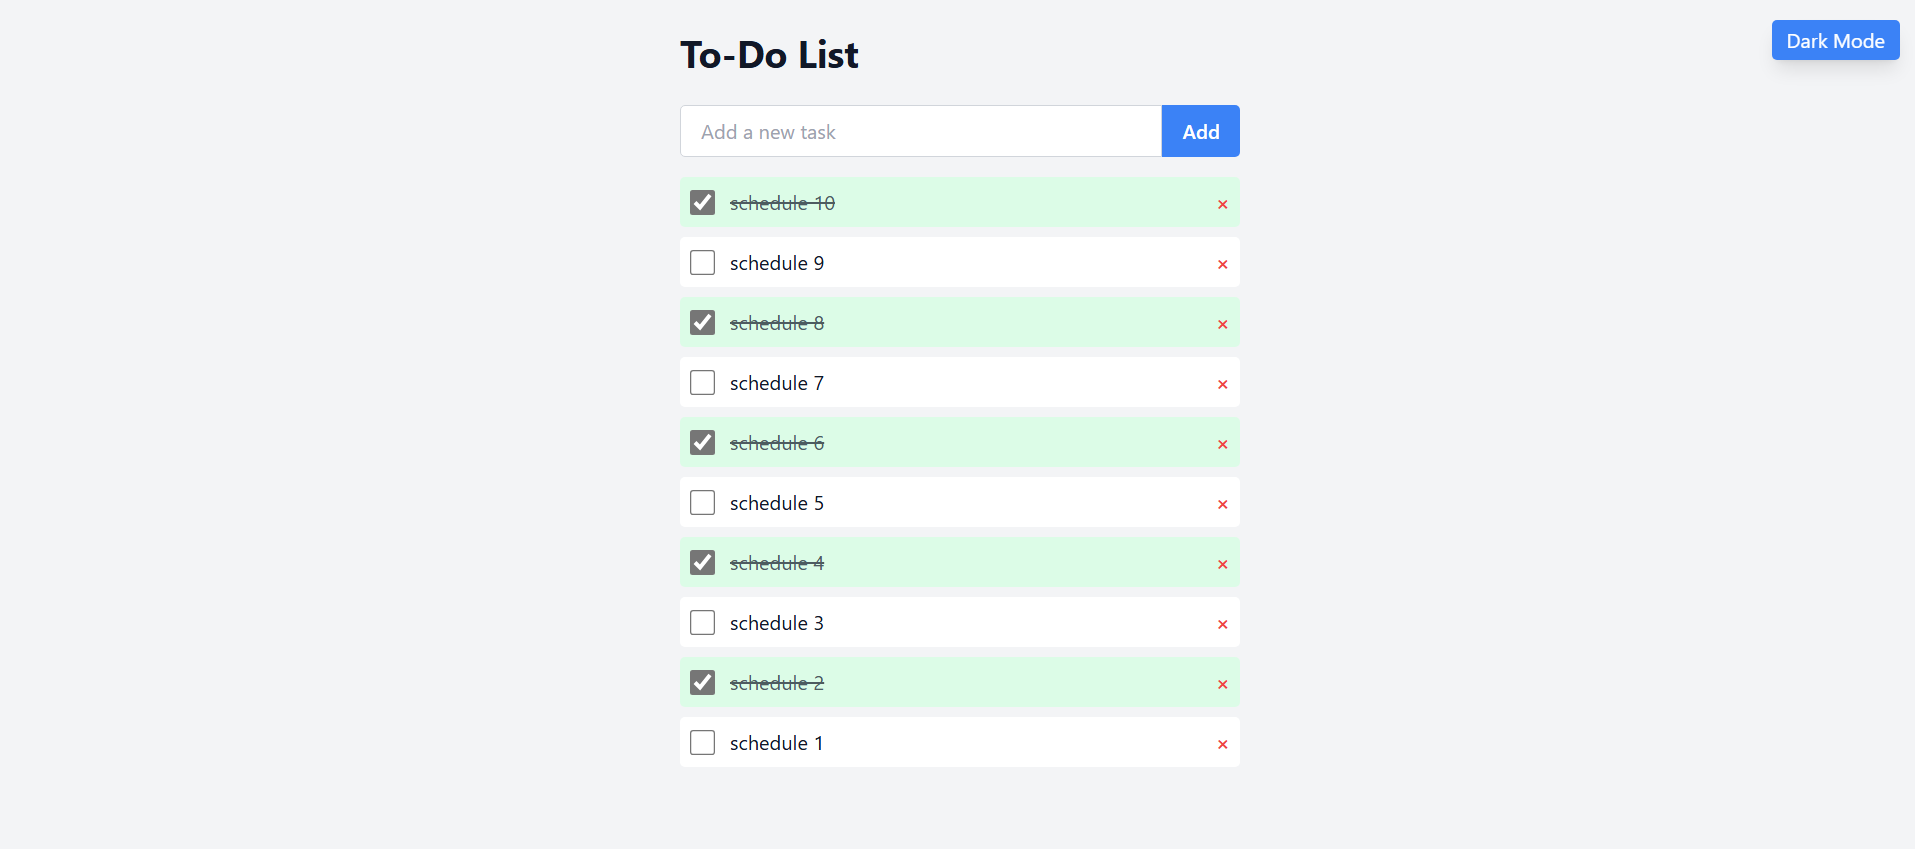 To-Do List
Dark Mode
Add a new task
Add
schedule 10
×
schedule 9
×
schedule 8
×
schedule 7
×
schedule 6
×
schedule 5
×
schedule 4
×
schedule 3
×
schedule 2
×
schedule 1
×